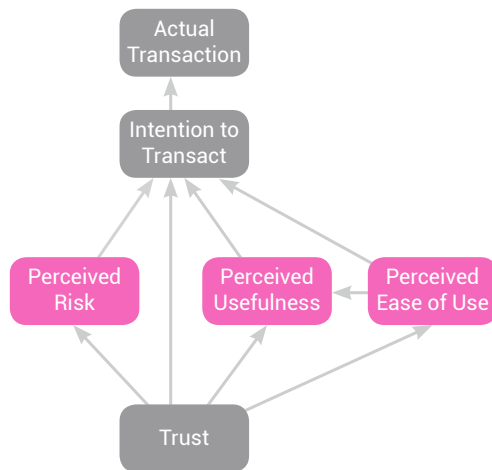 Actual
Transaction
Intention to
Transact
Perceived
Risk
Perceived
Usefulness
Perceived
Ease of Use
Trust